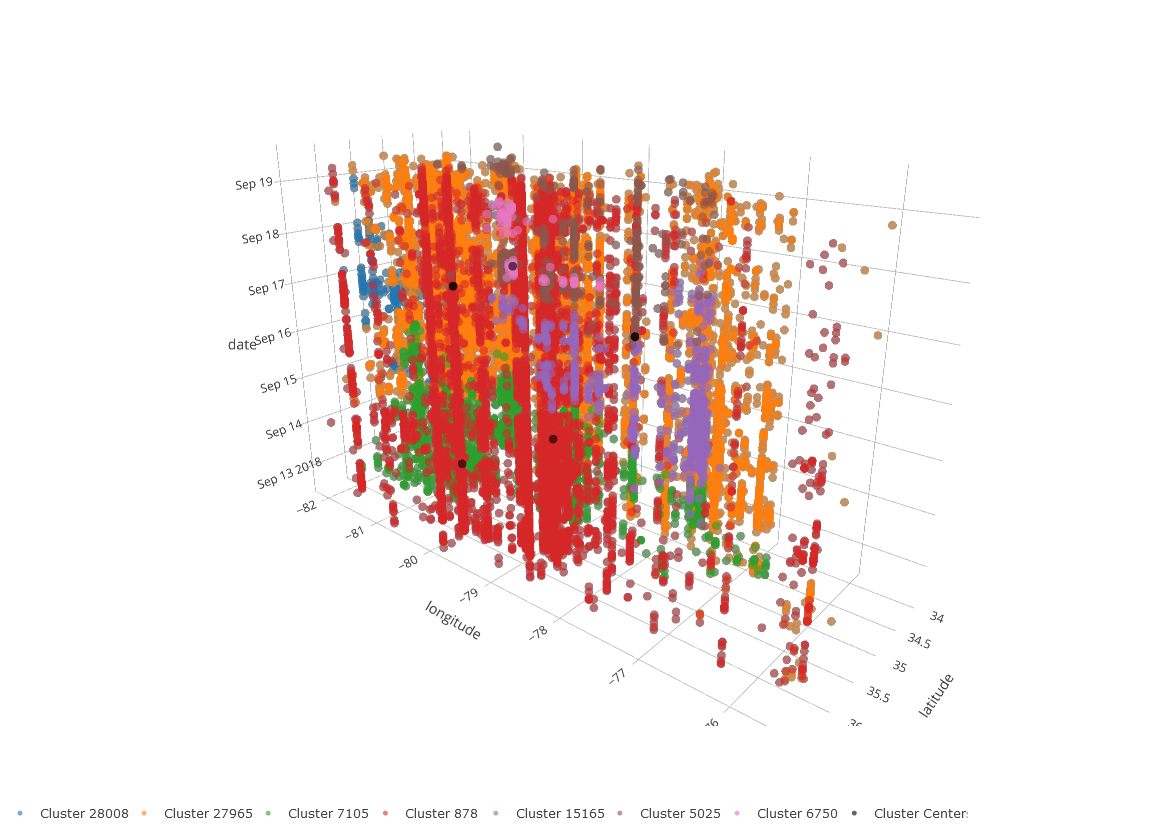 Sep 19
Sep 18
Sep 17
Sep 16
date
Sep 15
Sep 14
Sep 13 2018
−82
−81
−80
−79
−78
−77
longitude
34
34.5
35
35.5
latitude
Cluster 28008 Cluster 27965 Cluster 7105 Cluster 878 Cluster 15165 Cluster 5025 Cluster 6750 Cluster Center